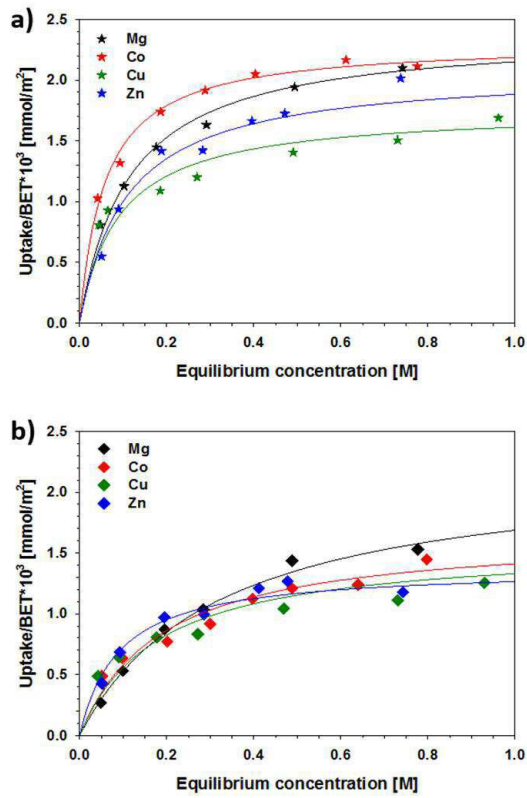 a)
Uptake/BET*10³ [mmol/m²]
2.5
2.0
1.5
1.0
0.5
0.0
Mg
Co
Cu
Zn
0.0 0.2 0.4 0.6 0.8 1.0
Equilibrium concentration [M]
b)
Uptake/BET*10³ [mmol/m²]
2.5
2.0
1.5
1.0
0.5
0.0
Mg
Co
Cu
Zn
0.0 0.2 0.4 0.6 0.8 1.0
Equilibrium concentration [M]